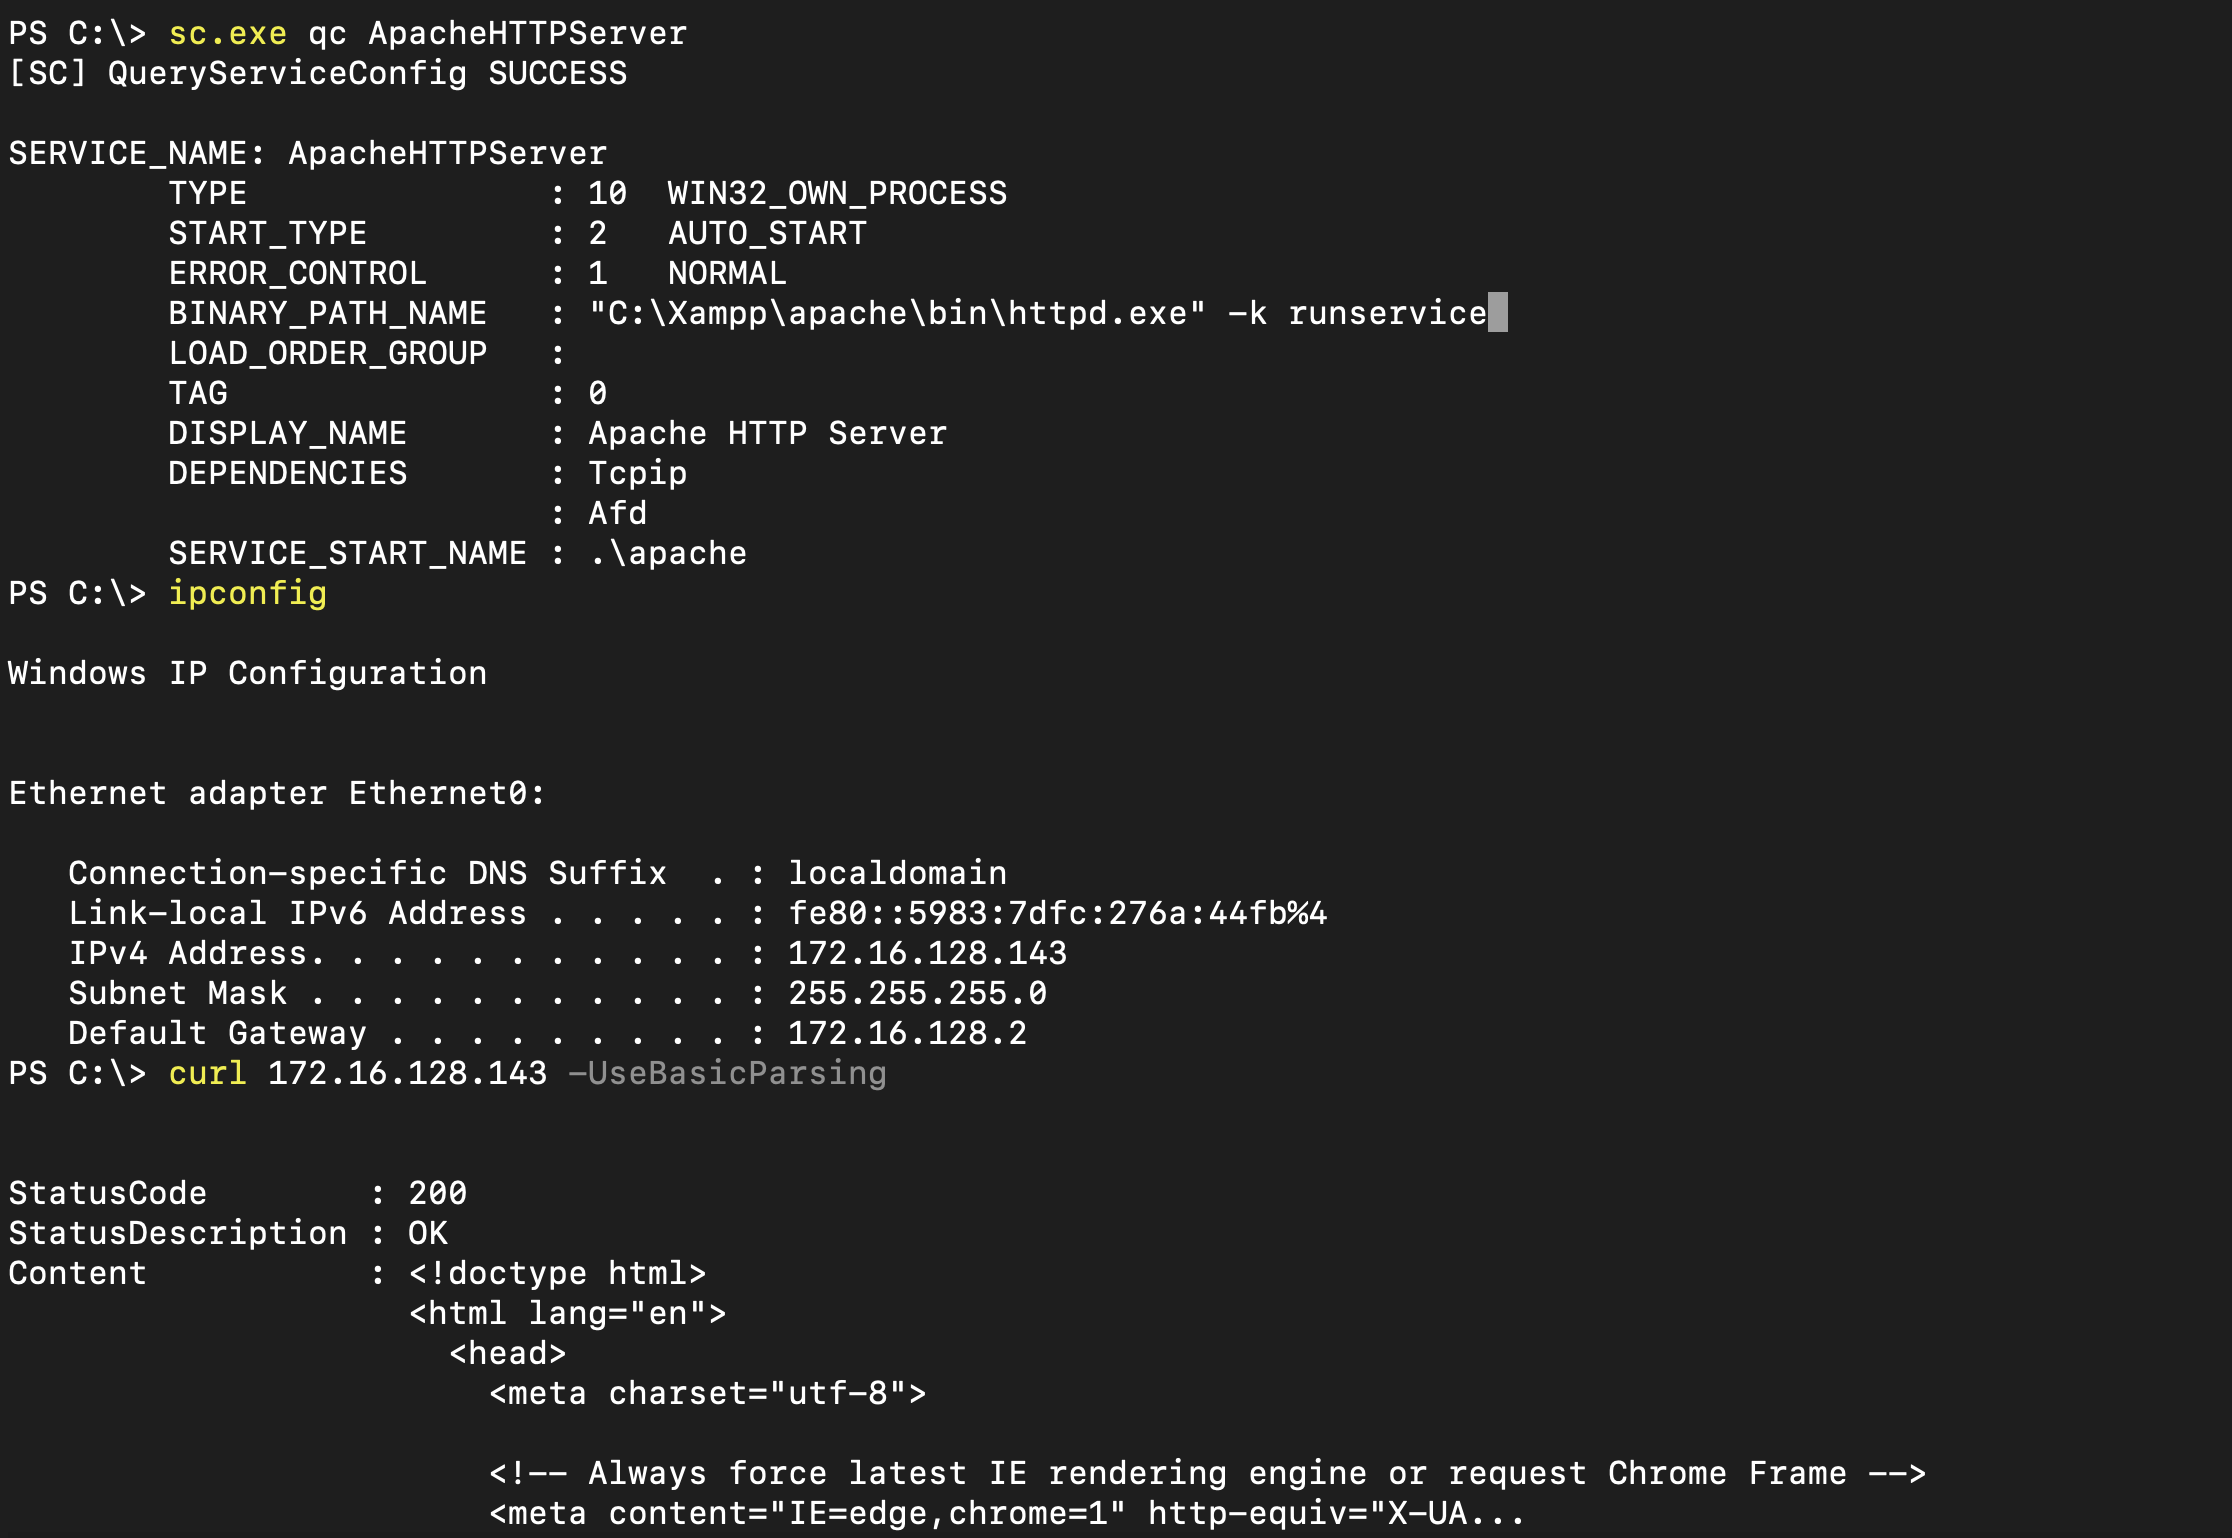 PS C:\> sc.exe qc ApacheHTTPServer
[SC] QueryServiceConfig SUCCESS
SERVICE_NAME: ApacheHTTPServer
        TYPE               : 10  WIN32_OWN_PROCESS
        START_TYPE         : 2   AUTO_START
        ERROR_CONTROL      : 1   NORMAL
        BINARY_PATH_NAME   : "C:\Xampp\apache\bin\httpd.exe" -k runservice
        LOAD_ORDER_GROUP   :
        TAG                : 0
        DISPLAY_NAME       : Apache HTTP Server
        DEPENDENCIES       : Tcpip
                           : Afd
        SERVICE_START_NAME : .\apache
PS C:\> ipconfig
Windows IP Configuration
Ethernet adapter Ethernet0:
   Connection-specific DNS Suffix  . : localdomain
   Link-local IPv6 Address . . . . . : fe80::5983:7dfc:276a:44fb%4
   IPv4 Address. . . . . . . . . . . : 172.16.128.143
   Subnet Mask . . . . . . . . . . . : 255.255.255.0
   Default Gateway . . . . . . . . . : 172.16.128.2
PS C:\> curl 172.16.128.143 -UseBasicParsing
StatusCode        : 200
StatusDescription : OK
Content           : <!doctype html>
                    <html lang="en">
                      <head>
                        <meta charset="utf-8">
                        <!-- Always force latest IE rendering engine or request Chrome Frame -->
                        <meta content="IE=edge,chrome=1" http-equiv="X-UA...